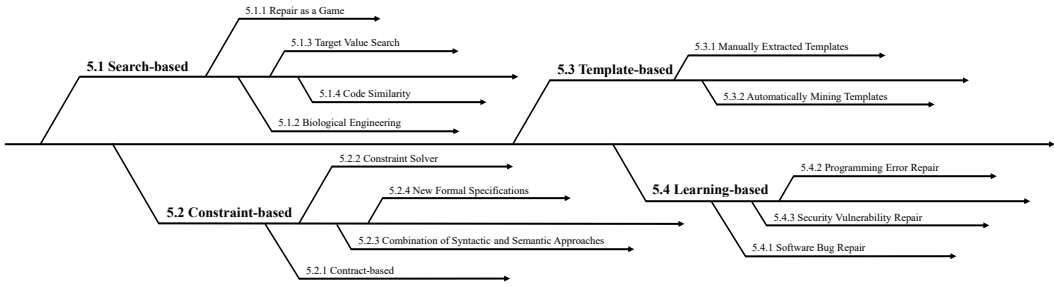 5.1 Search-based
5.1.1 Repair as a Game
5.1.3 Target Value Search
5.1.4 Code Similarity
5.1.2 Biological Engineering
5.2 Constraint-based
5.2.2 Constraint Solver
5.2.4 New Formal Specifications
5.2.3 Combination of Syntactic and Semantic Approaches
5.2.1 Contract-based
5.3 Template-based
5.3.1 Manually Extracted Templates
5.3.2 Automatically Mining Templates
5.4 Learning-based
5.4.2 Programming Error Repair
5.4.3 Security Vulnerability Repair
5.4.1 Software Bug Repair